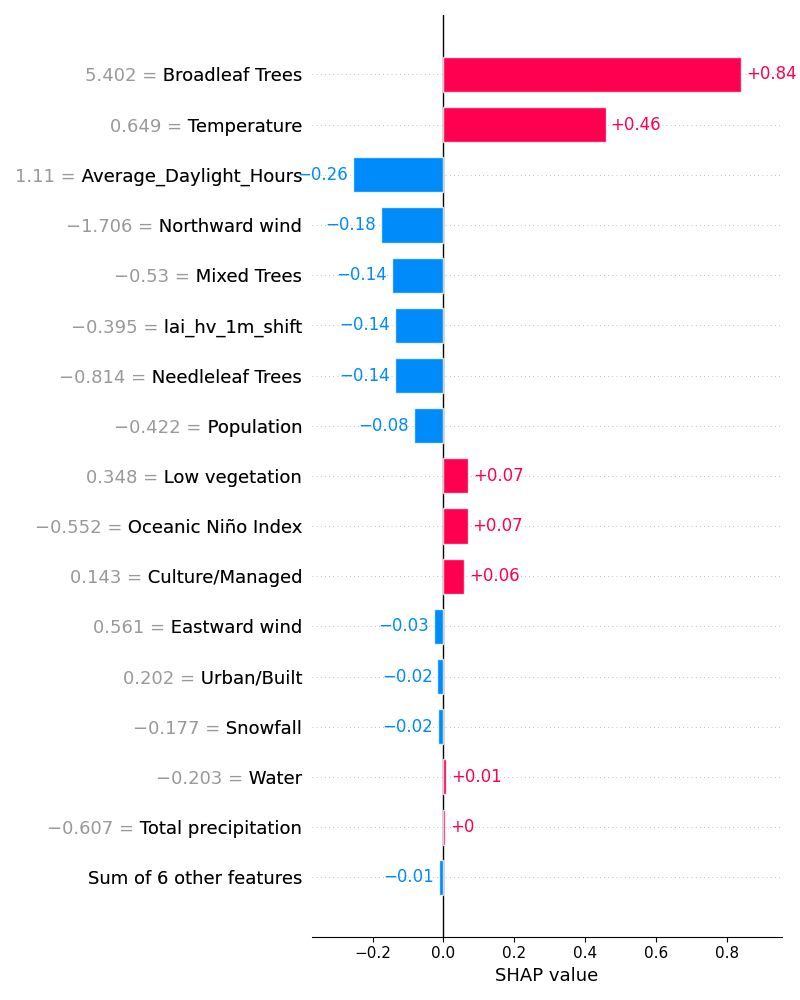 5.402 = Broadleaf Trees +0.84
0.649 = Temperature +0.46
1.11 = Average_Daylight_Hours −0.26
−1.706 = Northward wind −0.18
−0.53 = Mixed Trees −0.14
−0.395 = lai_hv_1m_shift −0.14
−0.814 = Needleleaf Trees −0.14
−0.422 = Population −0.08
0.348 = Low vegetation +0.07
−0.552 = Oceanic Niño Index +0.07
0.143 = Culture/Managed +0.06
0.561 = Eastward wind −0.03
0.202 = Urban/Built −0.02
−0.177 = Snowfall −0.02
−0.203 = Water +0.01
−0.607 = Total precipitation +0
Sum of 6 other features −0.01
−0.2 0.0 0.2 0.4 0.6 0.8
SHAP value